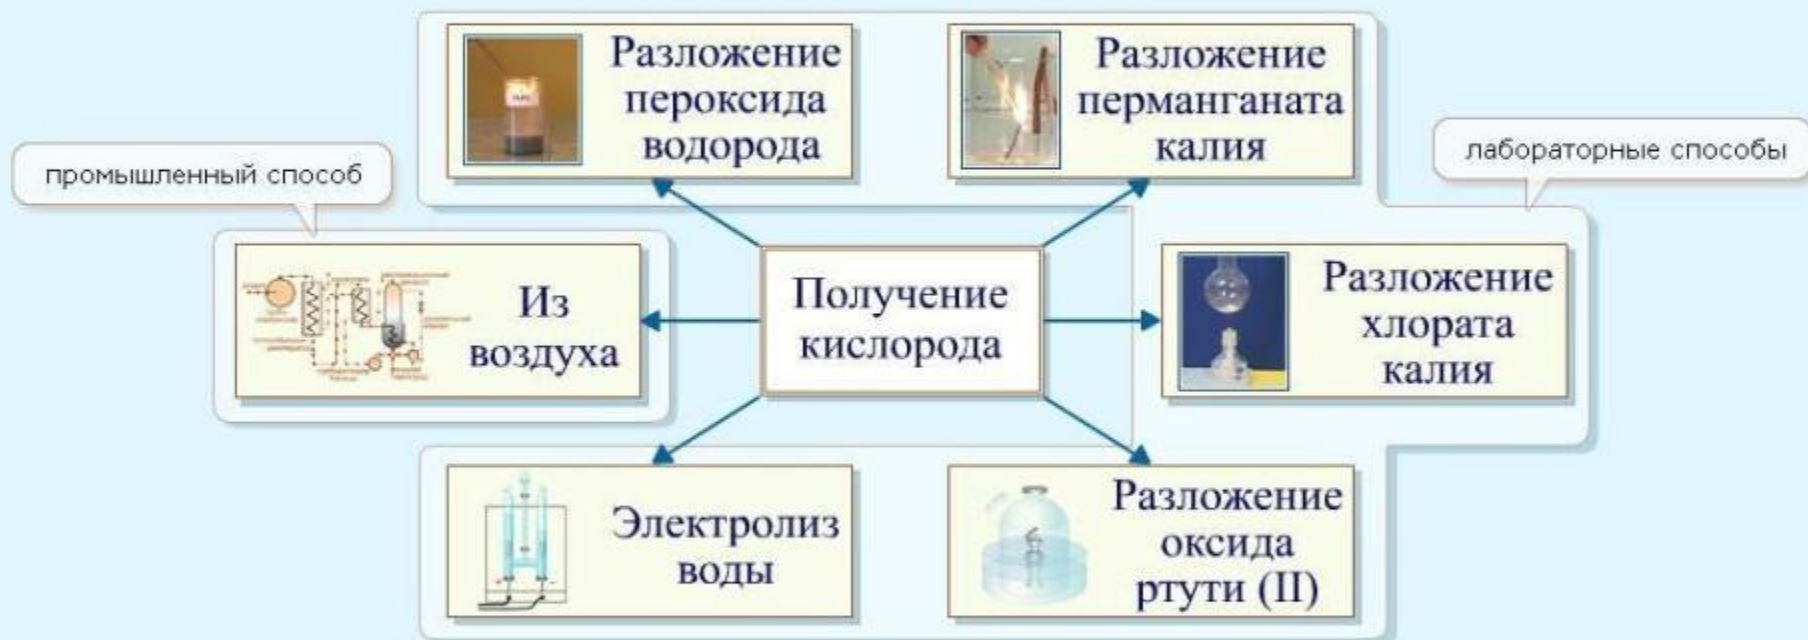 Разложение
пероксида
водорода
Разложение
перманганата
калия
промышленный способ
лабораторные способы
Из
воздуха
Получение
кислорода
Разложение
хлората
калия
Электролиз
воды
Разложение
оксида
ртути (II)